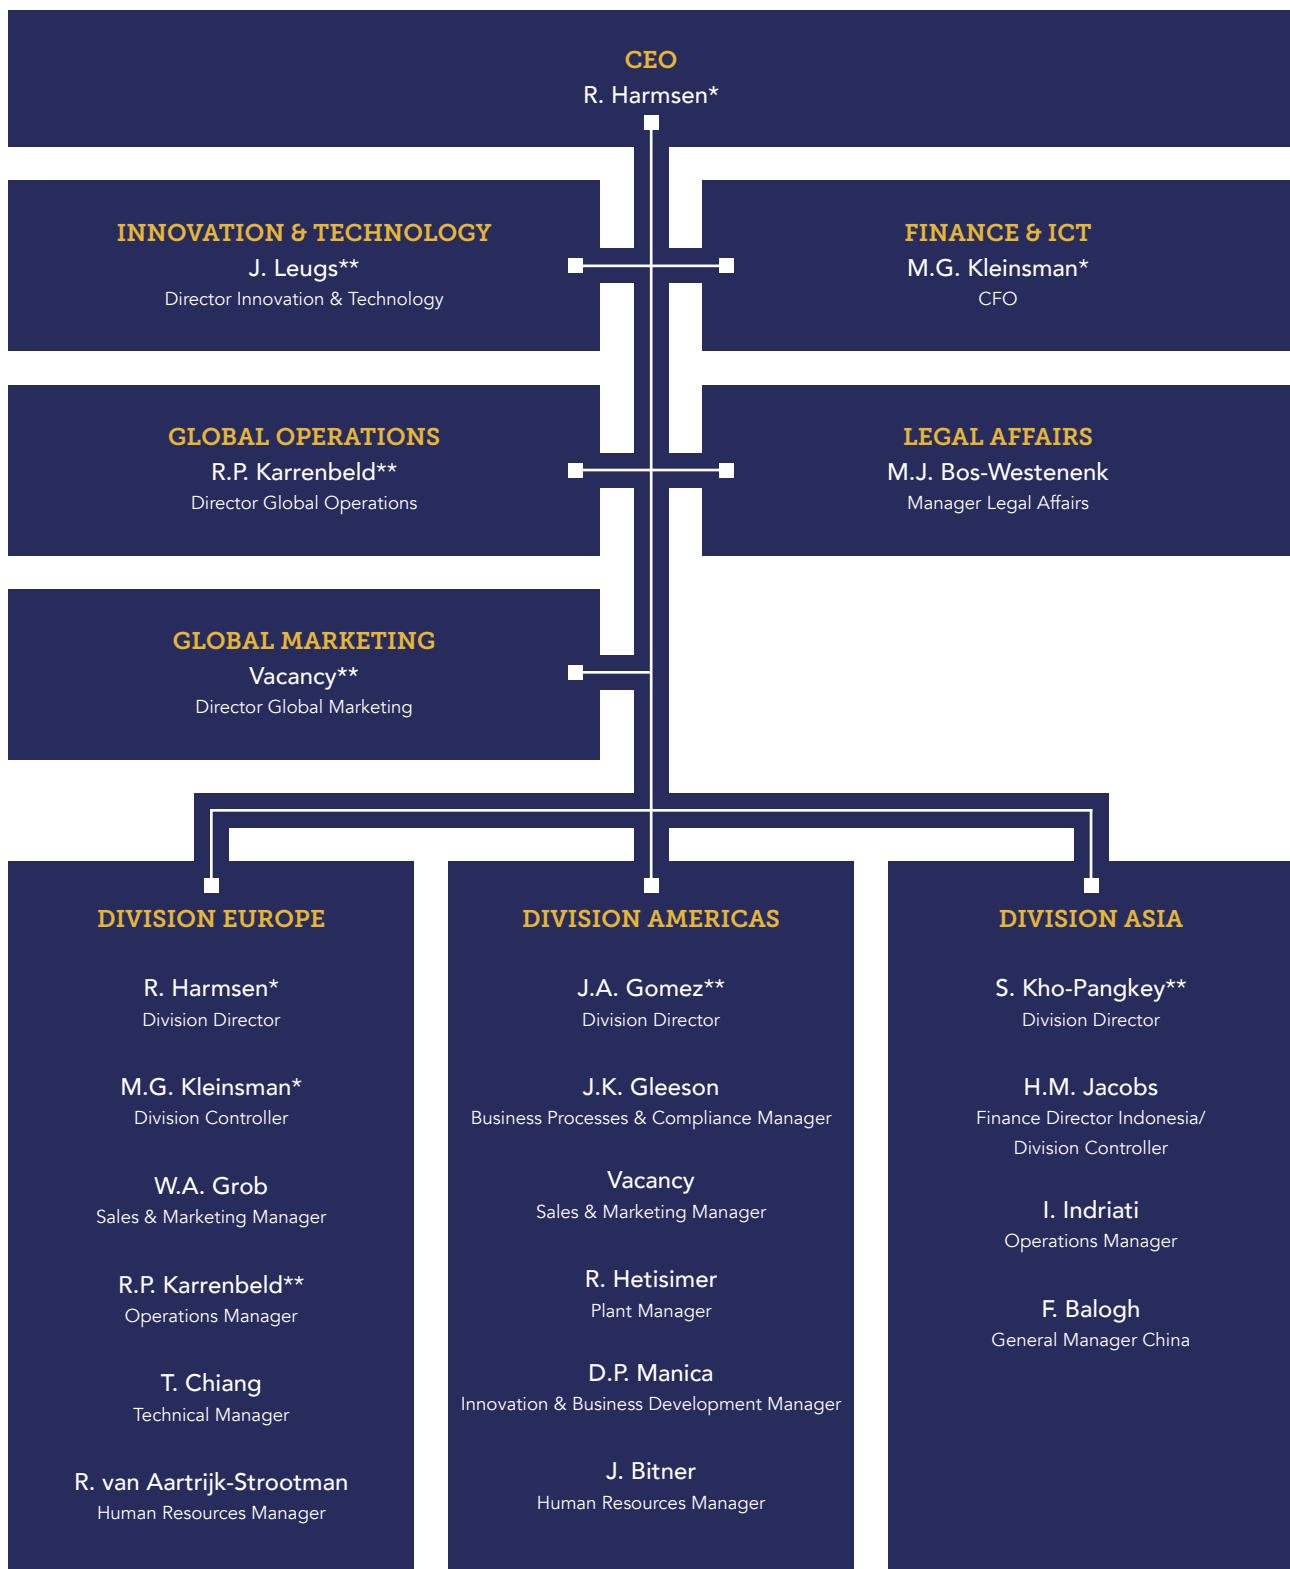 CEO
R. Harmsen*
INNOVATION & TECHNOLOGY
J. Leugs**
Director Innovation & Technology
FINANCE & ICT
M.G. Kleinsman*
CFO
GLOBAL OPERATIONS
R.P. Karrenbeld**
Director Global Operations
LEGAL AFFAIRS
M.J. Bos-Westenenk
Manager Legal Affairs
GLOBAL MARKETING
Vacancy**
Director Global Marketing
DIVISION EUROPE
R. Harmsen*
Division Director
M.G. Kleinsman*
Division Controller
W.A. Grob
Sales & Marketing Manager
R.P. Karrenbeld**
Operations Manager
T. Chiang
Technical Manager
R. van Aartrijk-Strootman
Human Resources Manager
DIVISION AMERICAS
J.A. Gomez**
Division Director
J.K. Gleeson
Business Processes & Compliance Manager
Vacancy
Sales & Marketing Manager
R. Hetisimer
Plant Manager
D.P. Manica
Innovation & Business Development Manager
J. Bitner
Human Resources Manager
DIVISION ASIA
S. Kho-Pangkey**
Division Director
H.M. Jacobs
Finance Director Indonesia/
Division Controller
I. Indriati
Operations Manager
F. Balogh
General Manager China